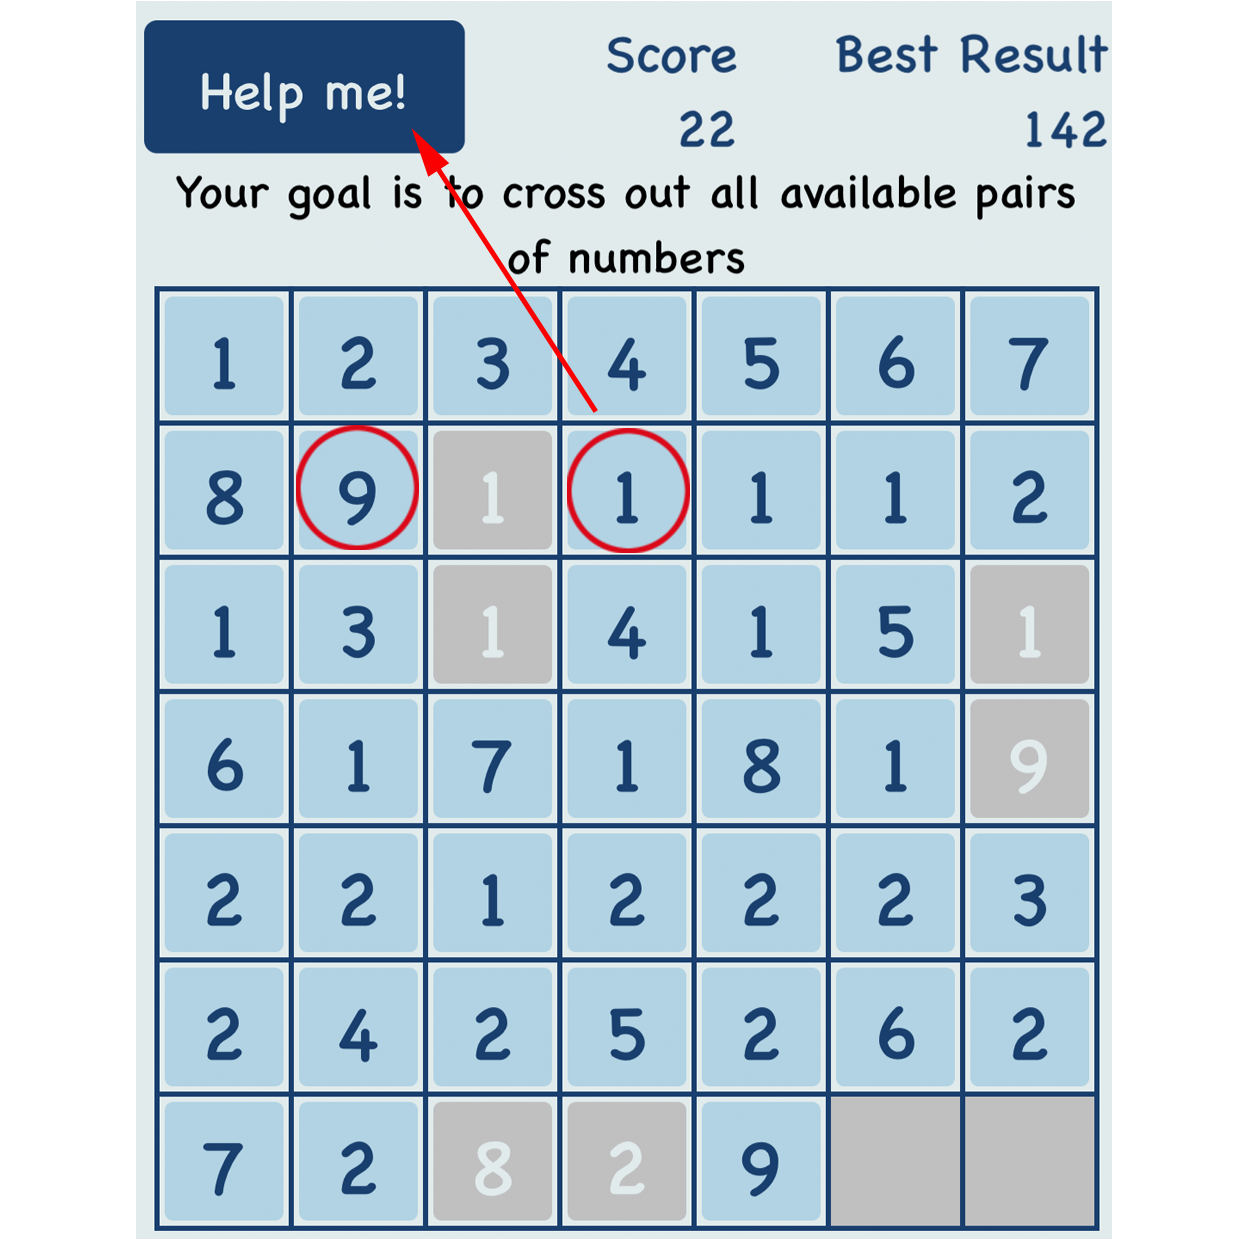 Help me!
Score
Best Result
22
142
Your goal is to cross out all available pairs
of numbers
1 2 3 4 5 6 7
8 9 1 1 1 1 2
1 3 1 4 1 5 1
6 1 7 1 8 1 9
2 2 1 2 2 2 3
2 4 2 5 2 6 2
7 2 8 2 9